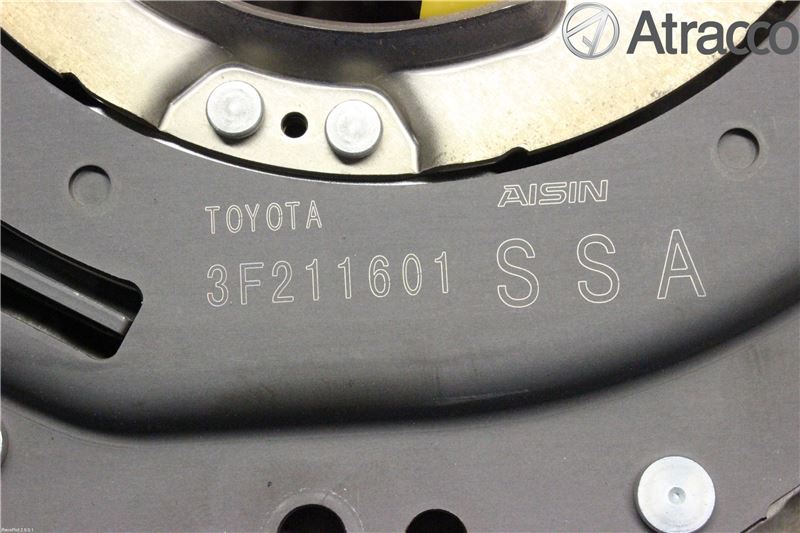 Atracco
AISIN
TOYOTA
3F211601 SSA